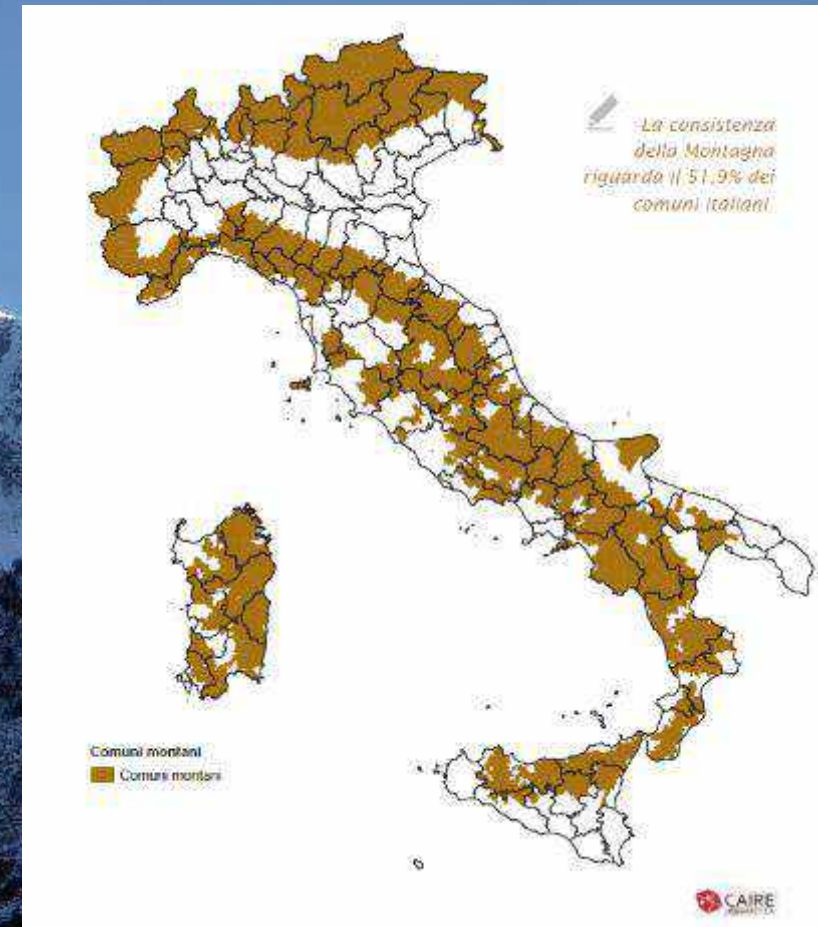 La consistenza
della Montagna
riguarda il 51,9% dei
comuni italiani
Comuni montani
Comuni montani
CAIRE